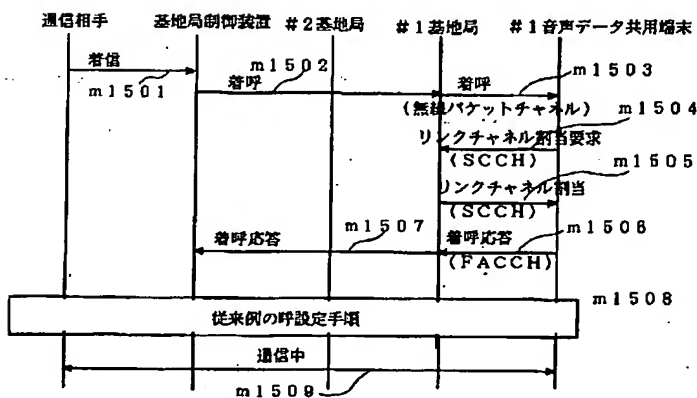 通信相手 基地局制御装置 #2基地局 #1基地局 #1音声データ共用端末
着信
m1501
着呼 m1502
着呼 m1503
(無線パケットチャネル)
m1504
リンクチャネル割当要求
(SCCH)
m1505
リンクチャネル割当
(SCCH)
着呼応答 m1507
着呼応答 m1506
(FACCH)
m1508
従来例の呼設定手順
通信中
m1509